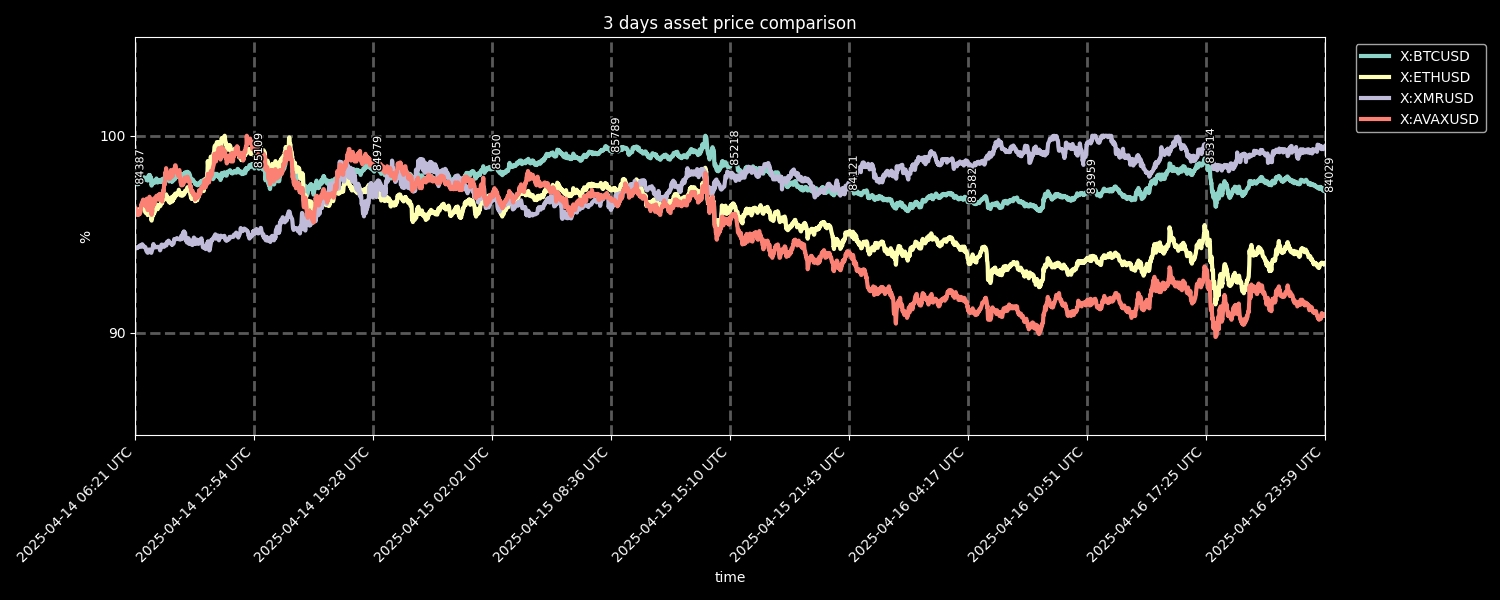 3 days asset price comparison
X:BTCUSD
X:ETHUSD
X:XMRUSD
X:AVAXUSD
100
90
%
84387
85109
84979
85050
85789
85218
84121
83582
83959
85314
84029
2025-04-14 06:21 UTC
2025-04-14 12:54 UTC
2025-04-14 19:28 UTC
2025-04-15 02:02 UTC
2025-04-15 08:36 UTC
2025-04-15 15:10 UTC
2025-04-15 21:43 UTC
2025-04-16 04:17 UTC
2025-04-16 10:51 UTC
2025-04-16 17:25 UTC
2025-04-16 23:59 UTC
time